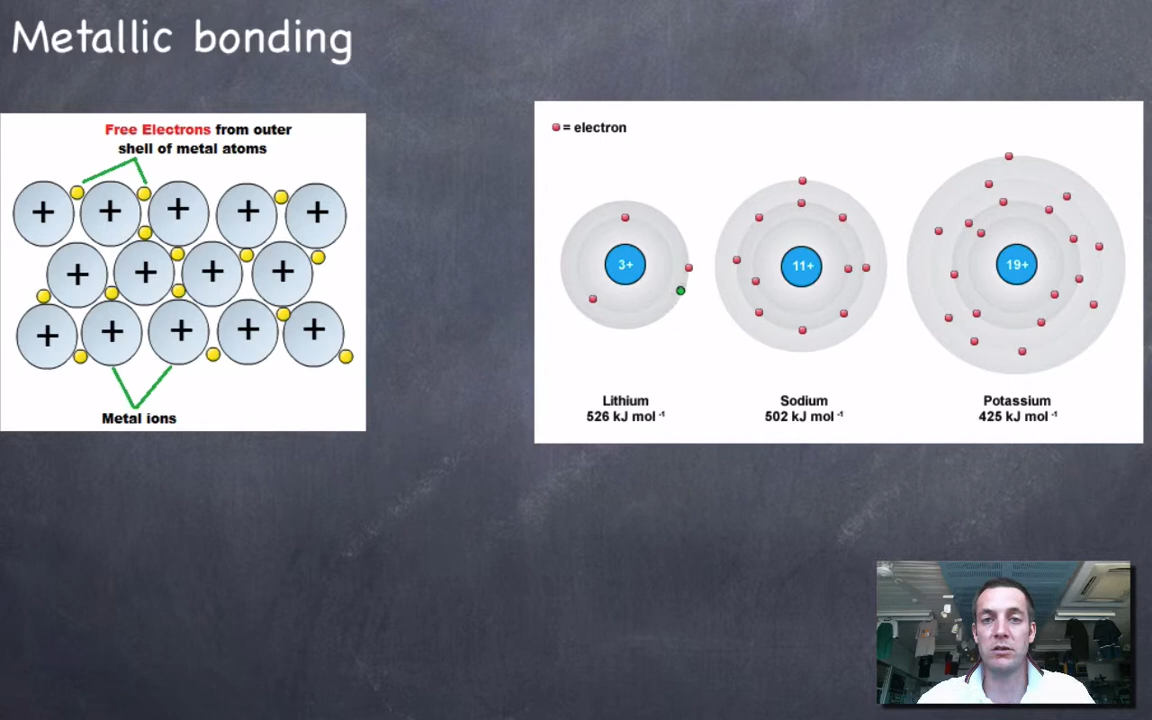 Metallic bonding
Free Electrons from outer
shell of metal atoms
+ + + + +
+ + + +
+ + + + +
Metal ions
= electron
3+
11+
19+
Lithium
526 kJ mol -1
Sodium
502 kJ mol -1
Potassium
425 kJ mol -1